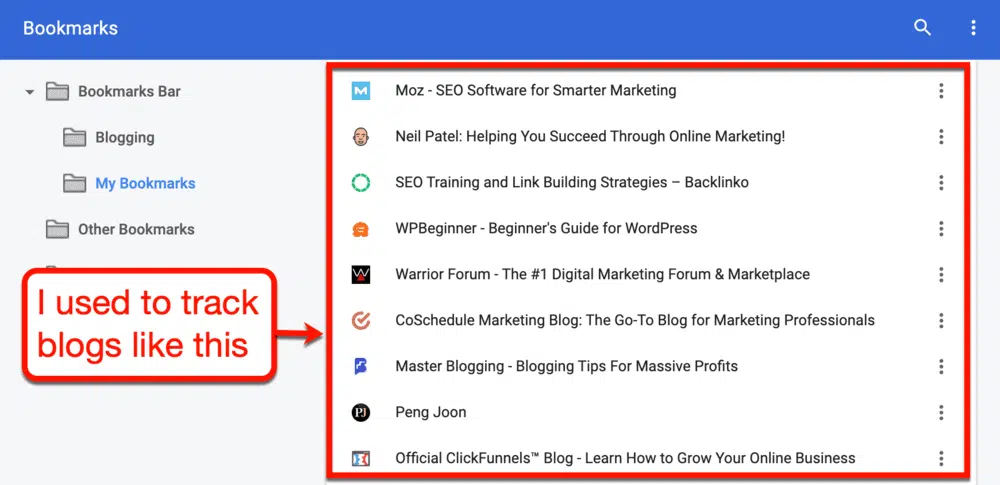 Bookmarks
Bookmarks Bar
Blogging
My Bookmarks
Other Bookmarks
I used to track
blogs like this
Moz - SEO Software for Smarter Marketing
Neil Patel: Helping You Succeed Through Online Marketing!
SEO Training and Link Building Strategies – Backlinko
WPBeginner - Beginner's Guide for WordPress
Warrior Forum - The #1 Digital Marketing Forum & Marketplace
CoSchedule Marketing Blog: The Go-To Blog for Marketing Professionals
Master Blogging - Blogging Tips For Massive Profits
PJ
Peng Joon
Official ClickFunnels™ Blog - Learn How to Grow Your Online Business